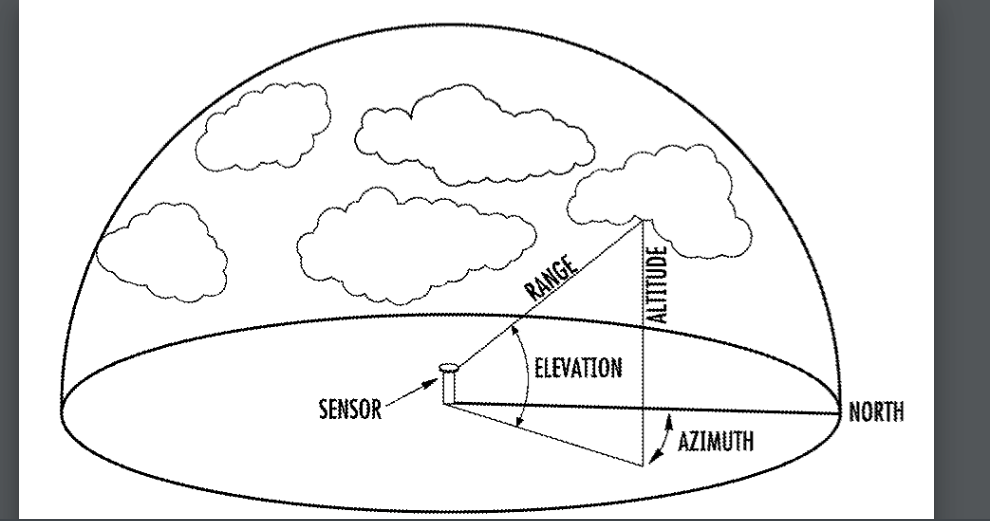 RANGE
ALTITUDE
ELEVATION
SENSOR
NORTH
AZIMUTH